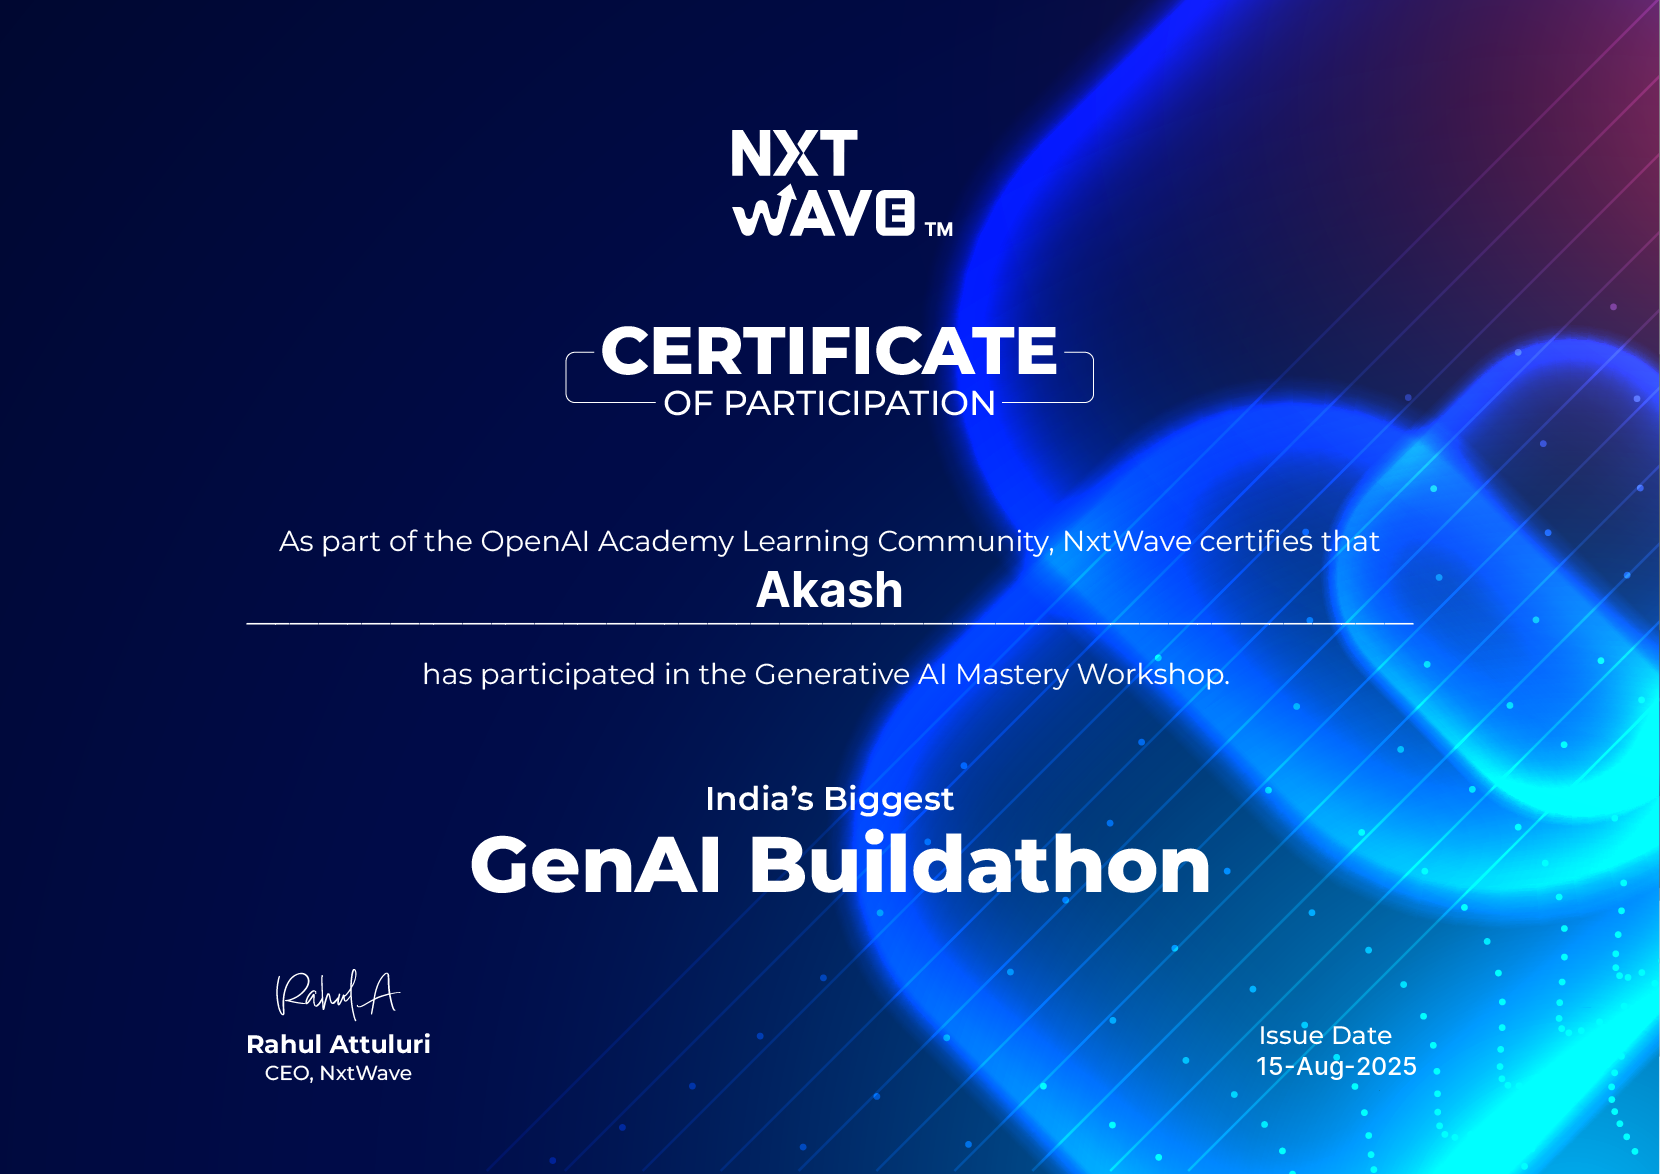 NXT
WAVE TM
CERTIFICATE
OF PARTICIPATION
As part of the OpenAI Academy Learning Community, NxtWave certifies that
Akash
has participated in the Generative AI Mastery Workshop.
India’s Biggest
GenAI Buildathon
Rahul A
Rahul Attuluri
CEO, NxtWave
Issue Date
15-Aug-2025